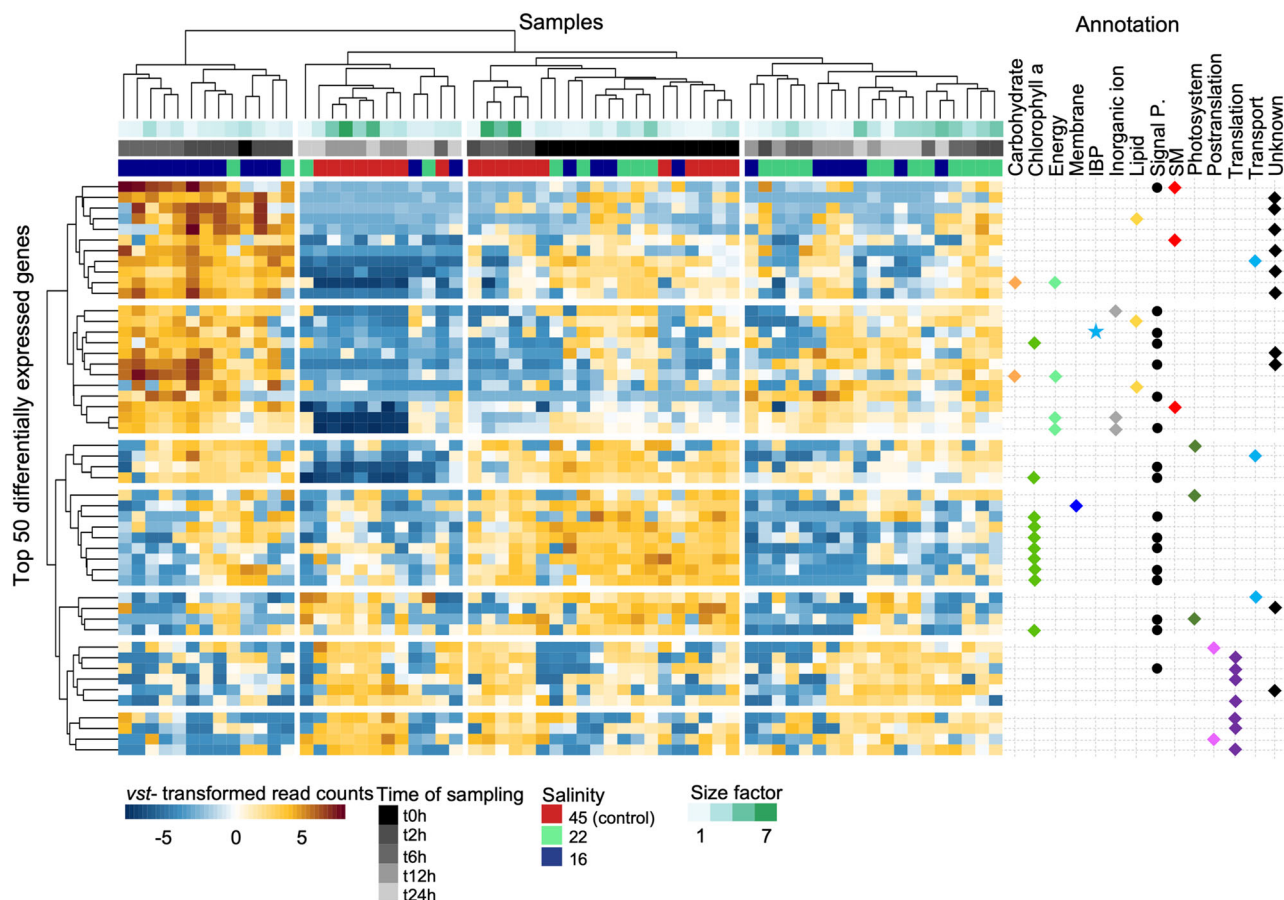 Samples
Annotation
Carbohydrate
Chlorophyll a
Energy
Membrane
IBP
Inorganic ion
Lipid
Signal P.
SM
Photosystem
Postranslation
Translation
Transport
Unknown
Top 50 differentially expressed genes
vst- transformed read counts
-5 0 5
Time of sampling
t0h
t2h
t6h
t12h
t24h
Salinity
45 (control)
22
16
Size factor
1 7